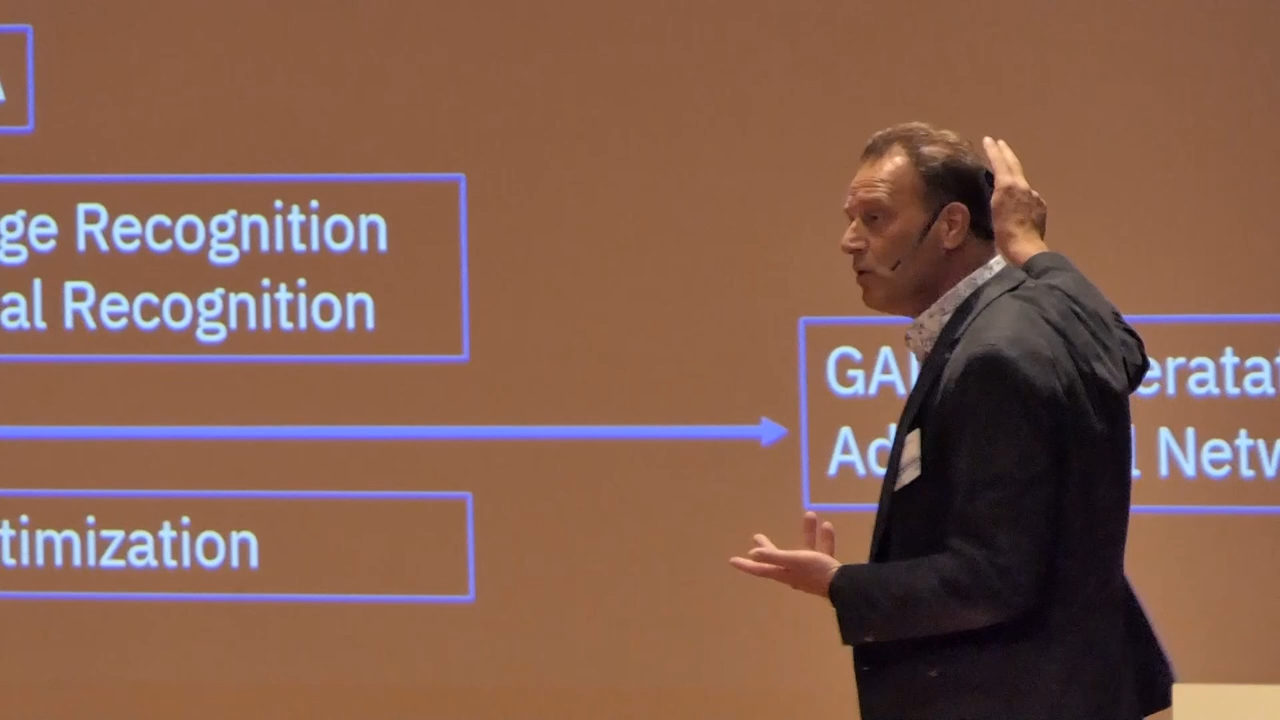 ge Recognition
al Recognition
GA
erata
Ad
l Netw
timization